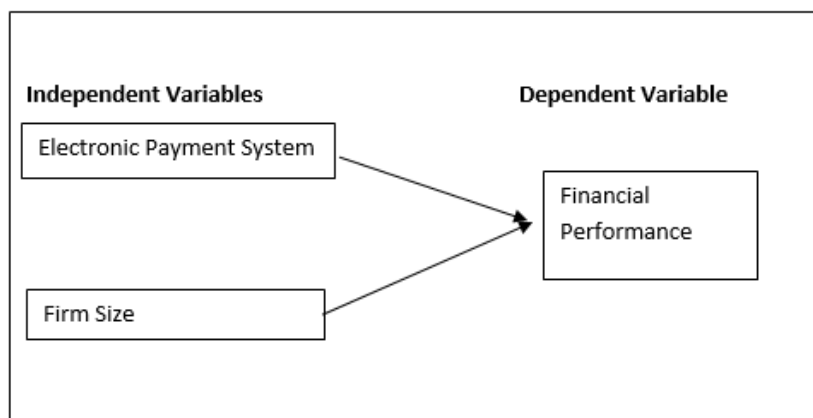 Independent Variables
Electronic Payment System
Firm Size
Dependent Variable
Financial
Performance